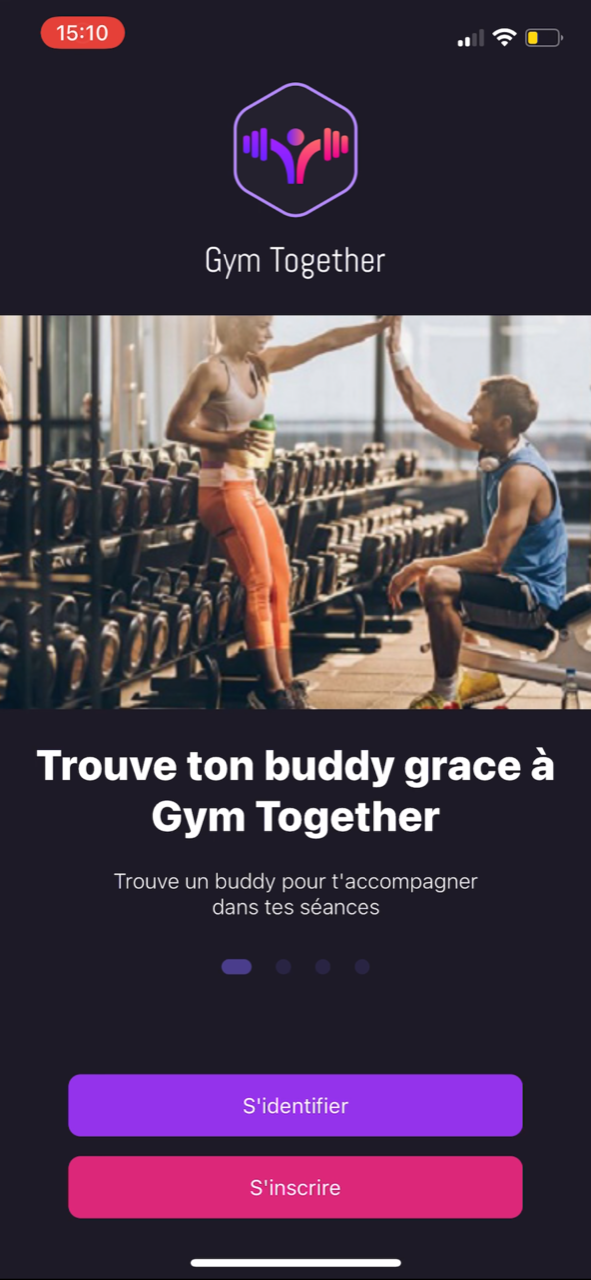 15:10
Gym Together
Trouve ton buddy grace à
Gym Together
Trouve un buddy pour t'accompagner
dans tes séances
S'identifier
S'inscrire